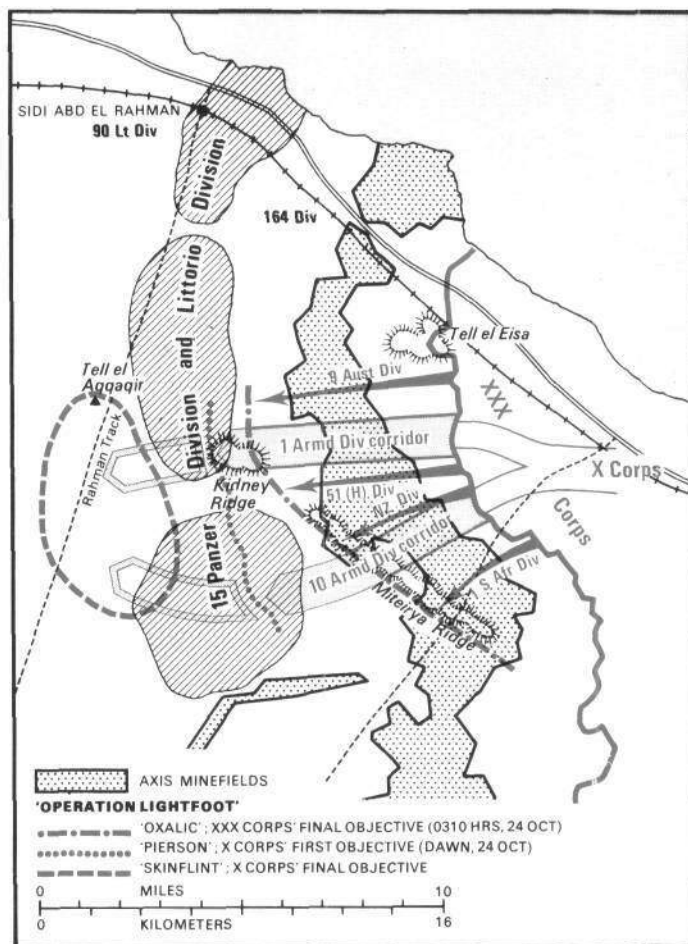 SIDI ABD EL RAHMAN
90 Lt Div
164 Div
15 Panzer Division and Littorio Division
Tell el Eisa
Tell el Aqqaqir
Rahman Track
9 Aust Div
XXX Corps
1 Armd Div corridor
X Corps
Kidney Ridge
51 (H) Div
NZ Div
10 Armd Div corridor
S Afr Div
Miteirya Ridge
AXIS MINEFIELDS
'OPERATION LIGHTFOOT'
'OXALIC'; XXX CORPS' FINAL OBJECTIVE (0310 HRS, 24 OCT)
'PIERSON'; X CORPS' FIRST OBJECTIVE (DAWN, 24 OCT)
'SKINFLINT'; X CORPS' FINAL OBJECTIVE
0 MILES 10
0 KILOMETERS 16